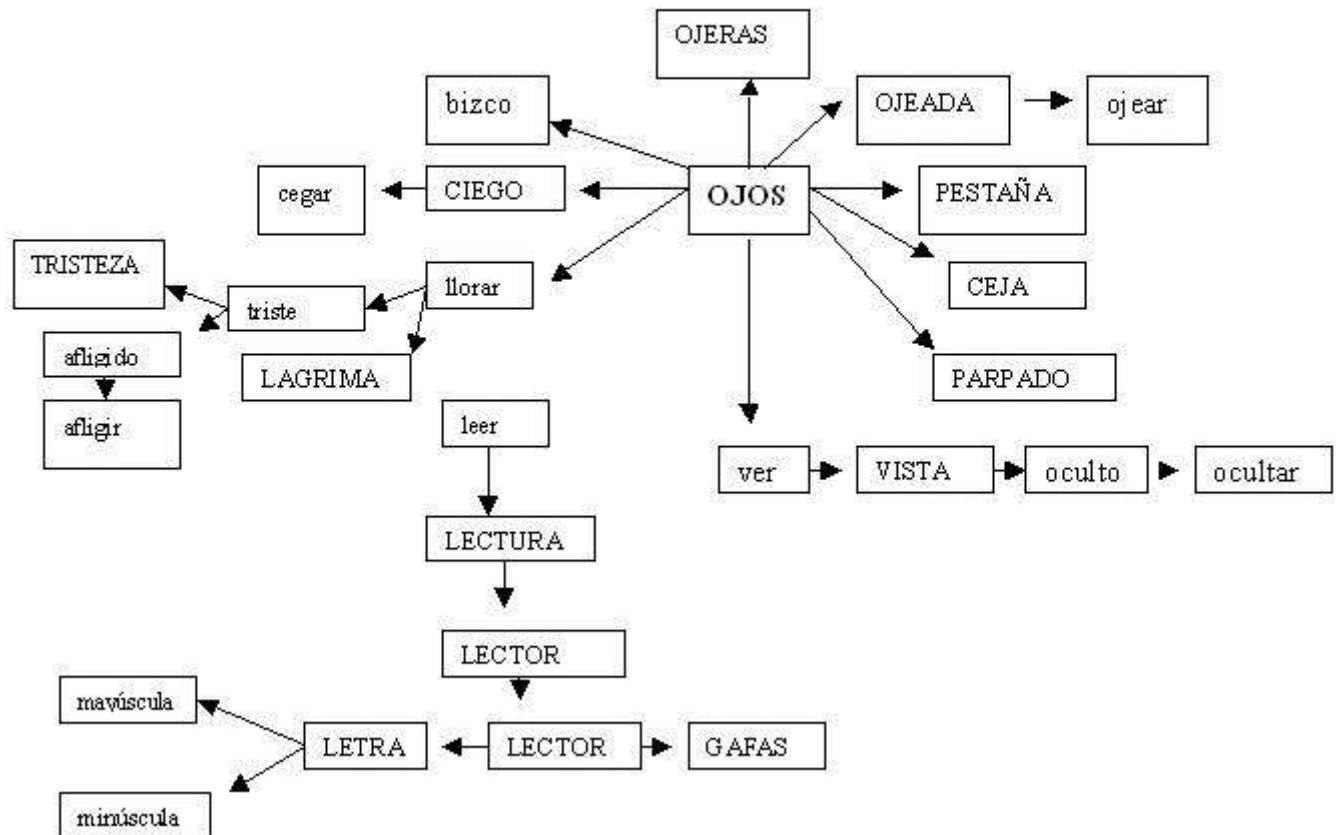 OJERAS
bizco
OJEADA
ojear
cegar
CIEGO
OJOS
PESTAÑA
TRISTEZA
triste
llorar
CEJA
afligido
LAGRIMA
PARPADO
afligir
leer
ver
VISTA
oculto
ocultar
LECTURA
LECTOR
mayúscula
LETRA
LECTOR
GAFAS
minúscula